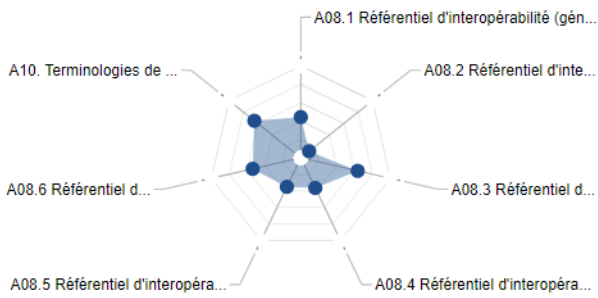 A08.1 Référentiel d'interopérabilité (gén...
A10. Terminologies de ...
A08.2 Référentiel d'inte...
A08.6 Référentiel d...
A08.3 Référentiel d...
A08.5 Référentiel d'interopéra...
A08.4 Référentiel d'interopéra...